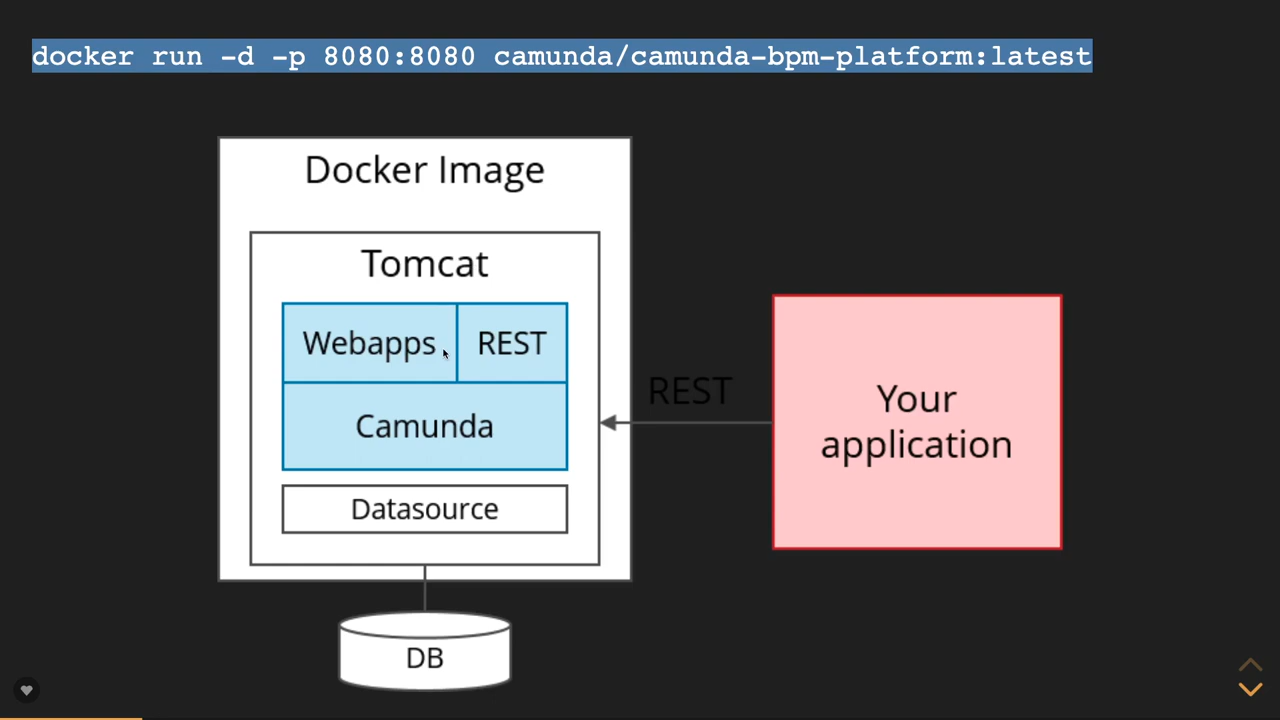 docker run -d -p 8080:8080 camunda/camunda-bpm-platform:latest
Docker Image
Tomcat
Webapps
REST
Camunda
Datasource
DB
REST
Your
application